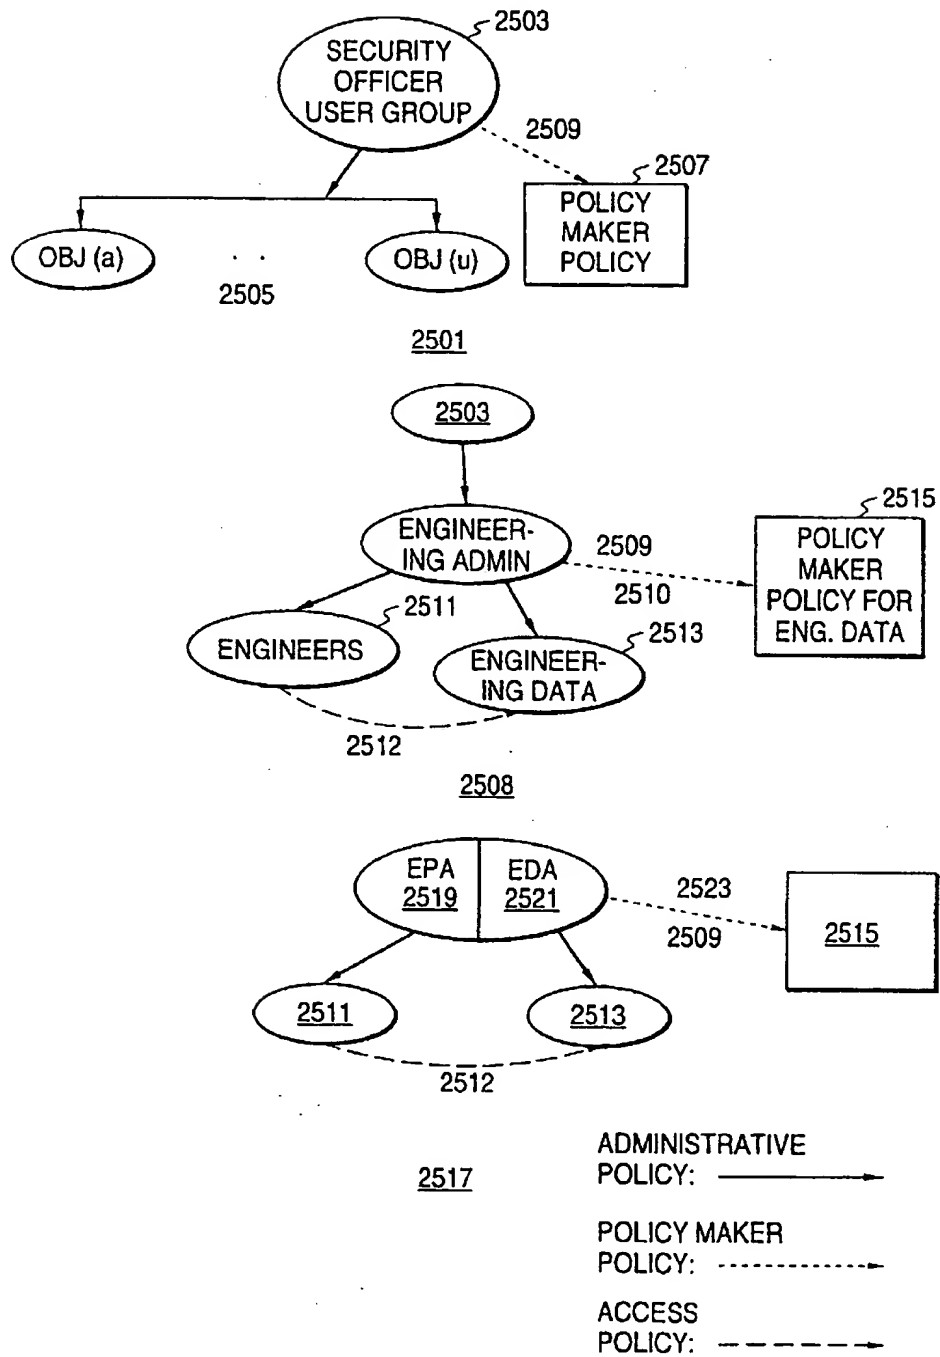 2503
SECURITY
OFFICER
USER GROUP
2509
2507
POLICY
MAKER
POLICY
OBJ (a)
. .
OBJ (u)
2505
2501
2503
2515
ENGINEER-
ING ADMIN
2509
2510
POLICY
MAKER
POLICY FOR
ENG. DATA
2511
ENGINEERS
2513
ENGINEER-
ING DATA
2512
2508
EPA
2519
EDA
2521
2523
2509
2515
2511
2513
2512
2517
ADMINISTRATIVE
POLICY:
POLICY MAKER
POLICY:
ACCESS
POLICY: